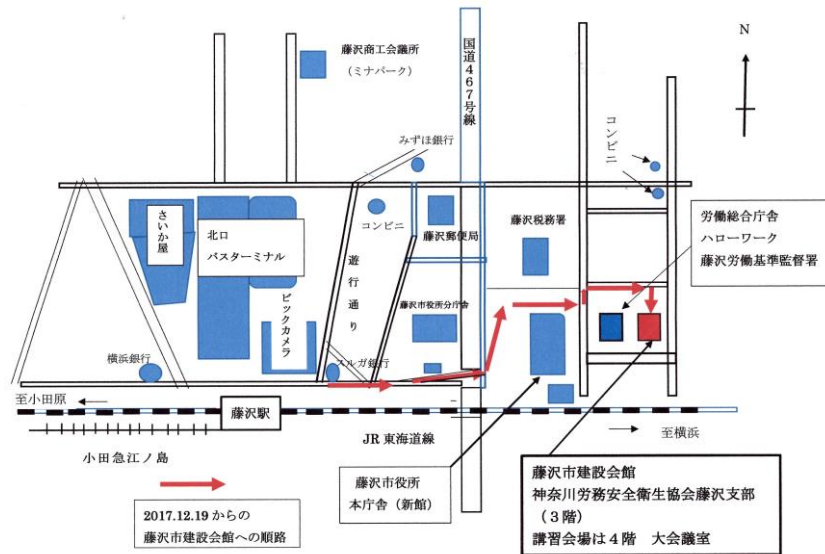 藤沢商工会議所
（ミナパーク）
国道４６７号線
N
みずほ銀行
コンビニ
さいか屋
北口
バスターミナル
コンビニ
藤沢郵便局
藤沢税務署
労働総合庁舎
ハローワーク
藤沢労働基準監督署
遊行通り
ビックカメラ
藤沢市役所分庁舎
横浜銀行
スルガ銀行
至小田原
藤沢駅
JR 東海道線
至横浜
小田急江ノ島
藤沢市役所
本庁舎（新館）
藤沢市建設会館
神奈川労務安全衛生協会藤沢支部
（３階）
講習会場は４階　大会議室
2017.12.19 からの
藤沢市建設会館への順路